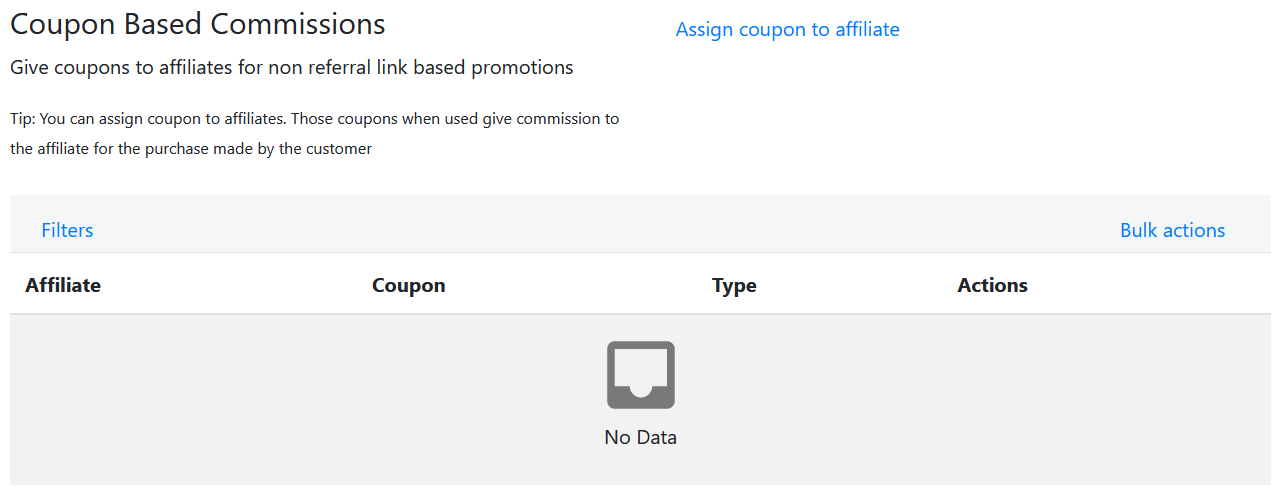 Coupon Based Commissions
Assign coupon to affiliate
Give coupons to affiliates for non referral link based promotions
Tip: You can assign coupon to affiliates. Those coupons when used give commission to
the affiliate for the purchase made by the customer
Filters
Bulk actions
Affiliate Coupon Type Actions
No Data